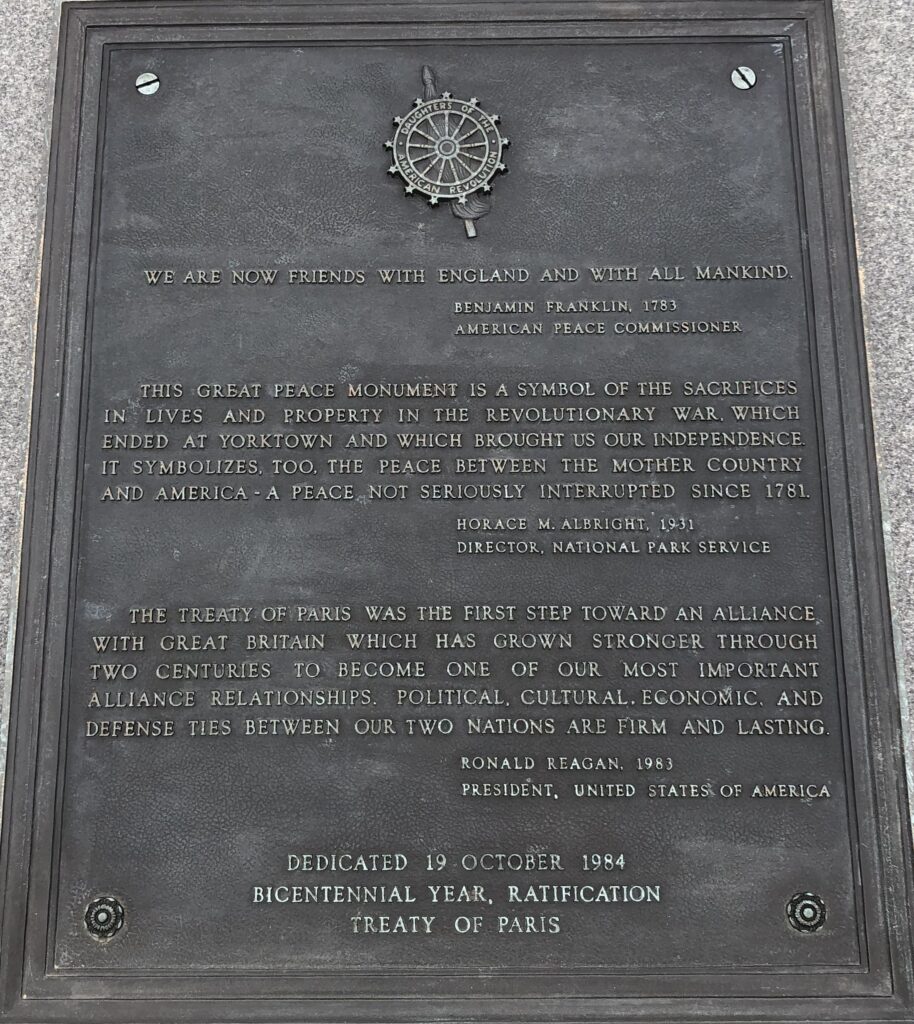 DAUGHTERS OF THE
AMERICAN REVOLUTION
WE ARE NOW FRIENDS WITH ENGLAND AND WITH ALL MANKIND.
BENJAMIN FRANKLIN, 1783
AMERICAN PEACE COMMISSIONER
THIS GREAT PEACE MONUMENT IS A SYMBOL OF THE SACRIFICES
IN LIVES AND PROPERTY IN THE REVOLUTIONARY WAR, WHICH
ENDED AT YORKTOWN AND WHICH BROUGHT US OUR INDEPENDENCE.
IT SYMBOLIZES, TOO, THE PEACE BETWEEN THE MOTHER COUNTRY
AND AMERICA - A PEACE NOT SERIOUSLY INTERRUPTED SINCE 1781.
HORACE M. ALBRIGHT, 1931
DIRECTOR, NATIONAL PARK SERVICE
THE TREATY OF PARIS WAS THE FIRST STEP TOWARD AN ALLIANCE
WITH GREAT BRITAIN WHICH HAS GROWN STRONGER THROUGH
TWO CENTURIES TO BECOME ONE OF OUR MOST IMPORTANT
ALLIANCE RELATIONSHIPS. POLITICAL, CULTURAL, ECONOMIC, AND
DEFENSE TIES BETWEEN OUR TWO NATIONS ARE FIRM AND LASTING.
RONALD REAGAN, 1983
PRESIDENT, UNITED STATES OF AMERICA
DEDICATED 19 OCTOBER 1984
BICENTENNIAL YEAR, RATIFICATION
TREATY OF PARIS